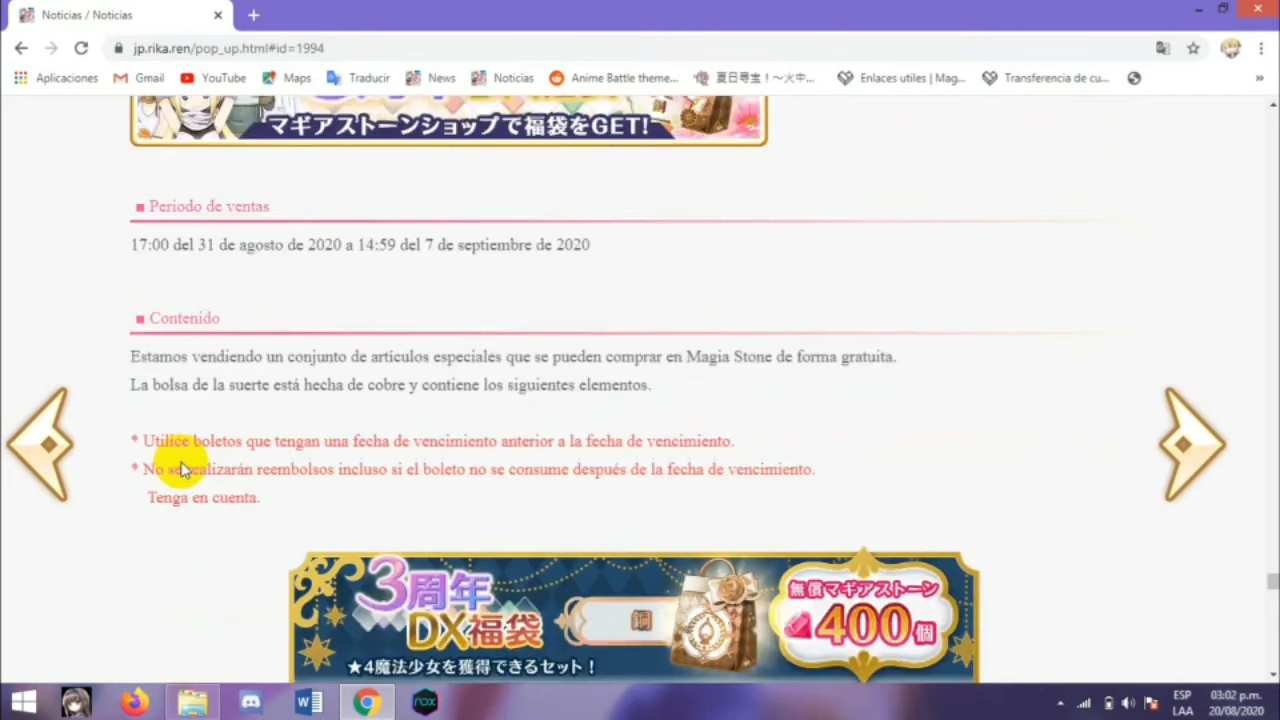 Noticias / Noticias
jp.rika.ren/pop_up.html#id=1994
Aplicaciones
Gmail
YouTube
Maps
Traducir
News
Noticias
Anime Battle theme...
夏日尋宝！～火中...
Enlaces utiles | Mag...
Transferencia de cu...
»
マギアストーンショップで福袋をGET!
■ Periodo de ventas
17:00 del 31 de agosto de 2020 a 14:59 del 7 de septiembre de 2020
■ Contenido
Estamos vendiendo un conjunto de artículos especiales que se pueden comprar en Magia Stone de forma gratuita.
La bolsa de la suerte está hecha de cobre y contiene los siguientes elementos.
* Utilice boletos que tengan una fecha de vencimiento anterior a la fecha de vencimiento.
* No se realizarán reembolsos incluso si el boleto no se consume después de la fecha de vencimiento.
Tenga en cuenta.
3周年
DX福袋
銅
無償マギアストーン
400個
★4魔法少女を獲得できるセット！
nox
ESP
LAA
03:02 p.m.
20/08/2020